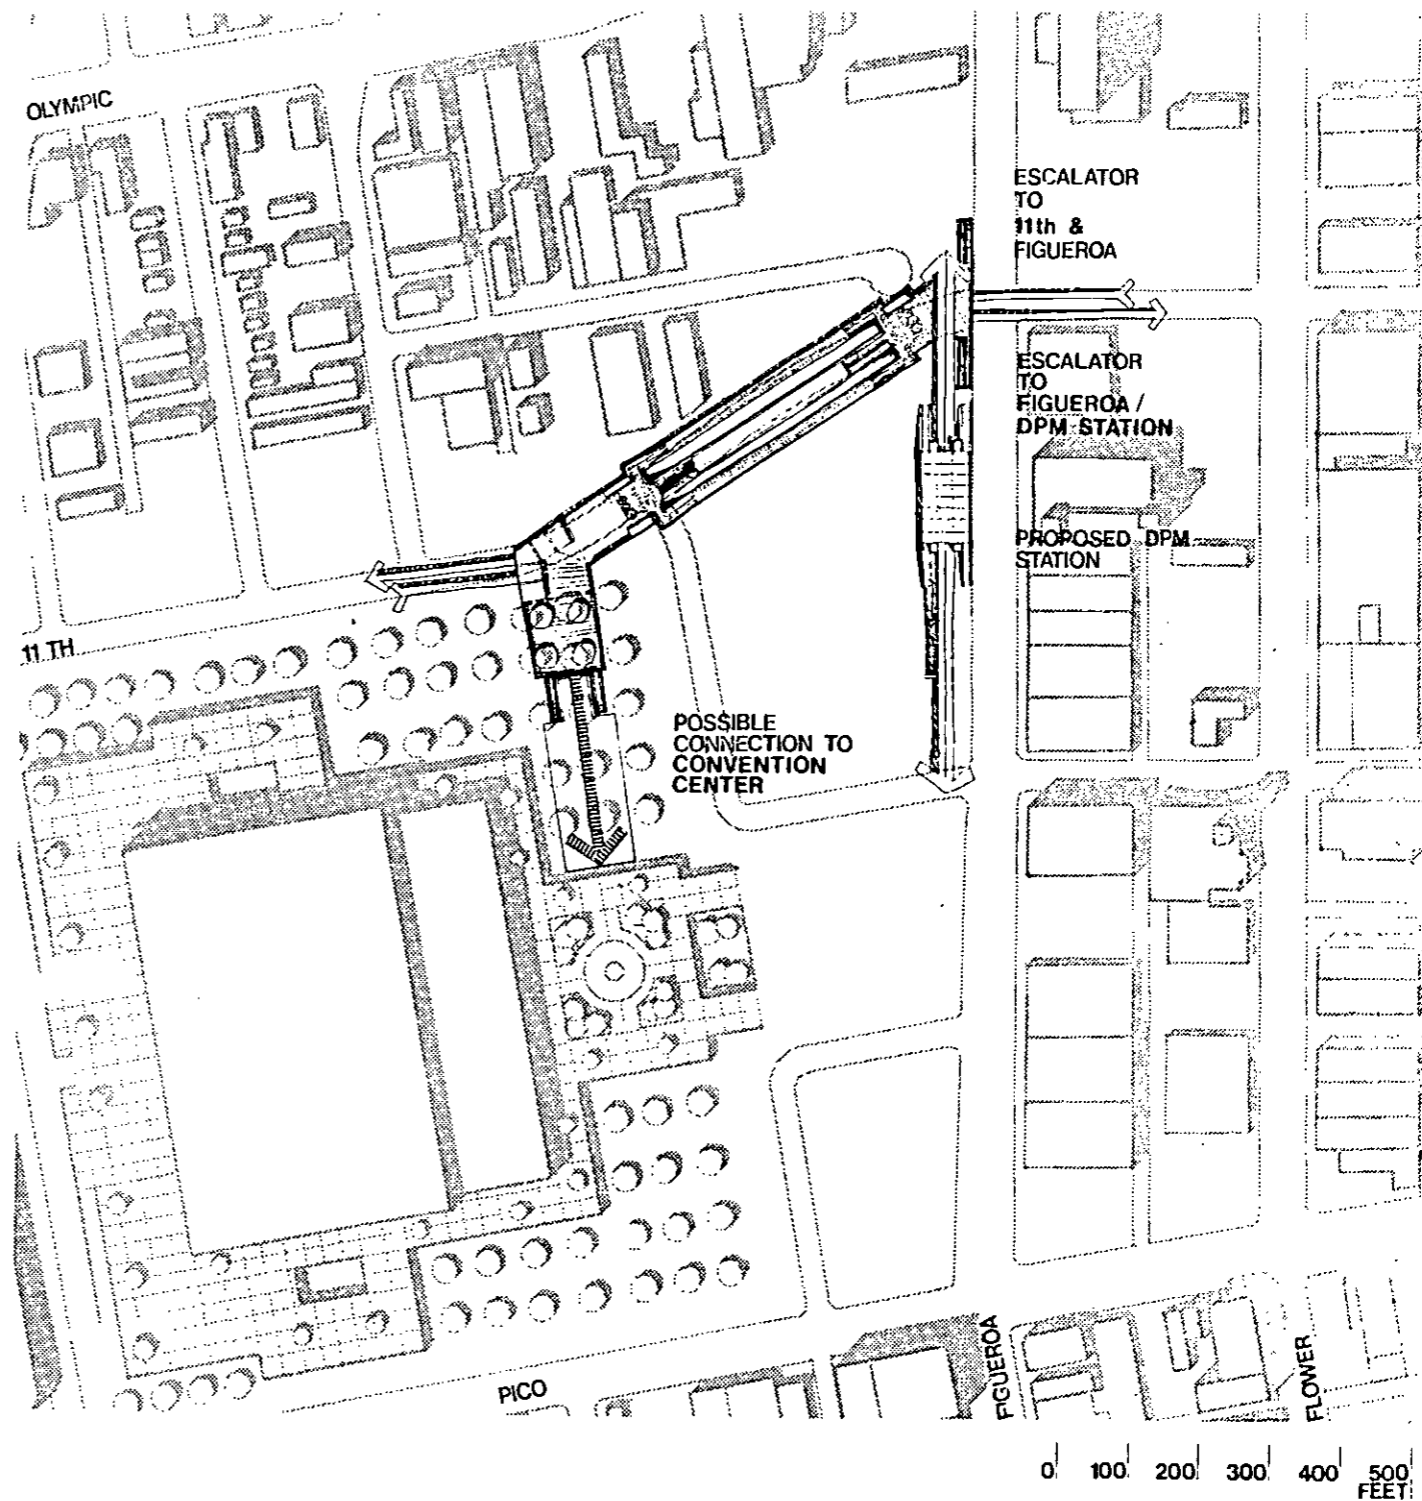 OLYMPIC
ESCALATOR
TO
11th &
FIGUEROA
ESCALATOR
TO
FIGUEROA /
DPM STATION
PROPOSED DPM
STATION
11 TH
POSSIBLE
CONNECTION TO
CONVENTION
CENTER
PICO
FIGUEROA
FLOWER
0 100 200 300 400 500
FEET